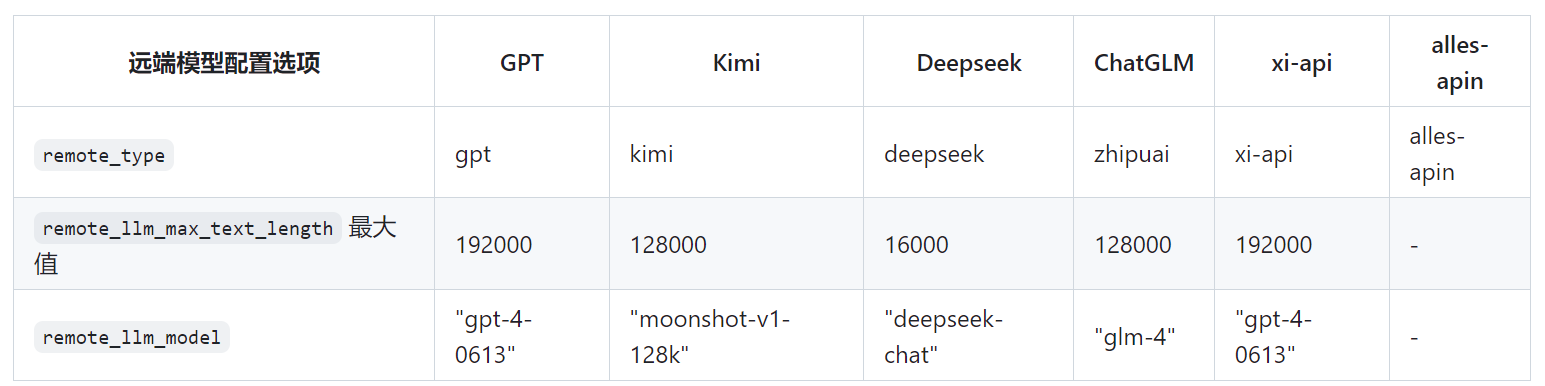 远端模型配置选项 GPT Kimi Deepseek ChatGLM xi-api alles-
apin
remote_type gpt kimi deepseek zhipuai xi-api alles-
apin
remote_llm_max_text_length 最大
值 192000 128000 16000 128000 192000 -
remote_llm_model "gpt-4-
0613" "moonshot-v1-
128k" "deepseek-
chat" "glm-4" "gpt-4-
0613" -